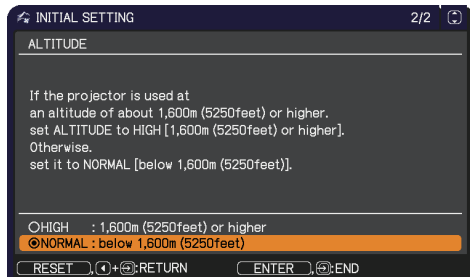 INITIAL SETTING 2/2
ALTITUDE
If the projector is used at
an altitude of about 1,600m (5250feet) or higher.
set ALTITUDE to HIGH [1,600m (5250feet) or higher].
Otherwise.
set it to NORMAL [below 1,600m (5250feet)].
HIGH : 1,600m (5250feet) or higher
NORMAL : below 1,600m (5250feet)
RESET , + :RETURN ENTER , :END